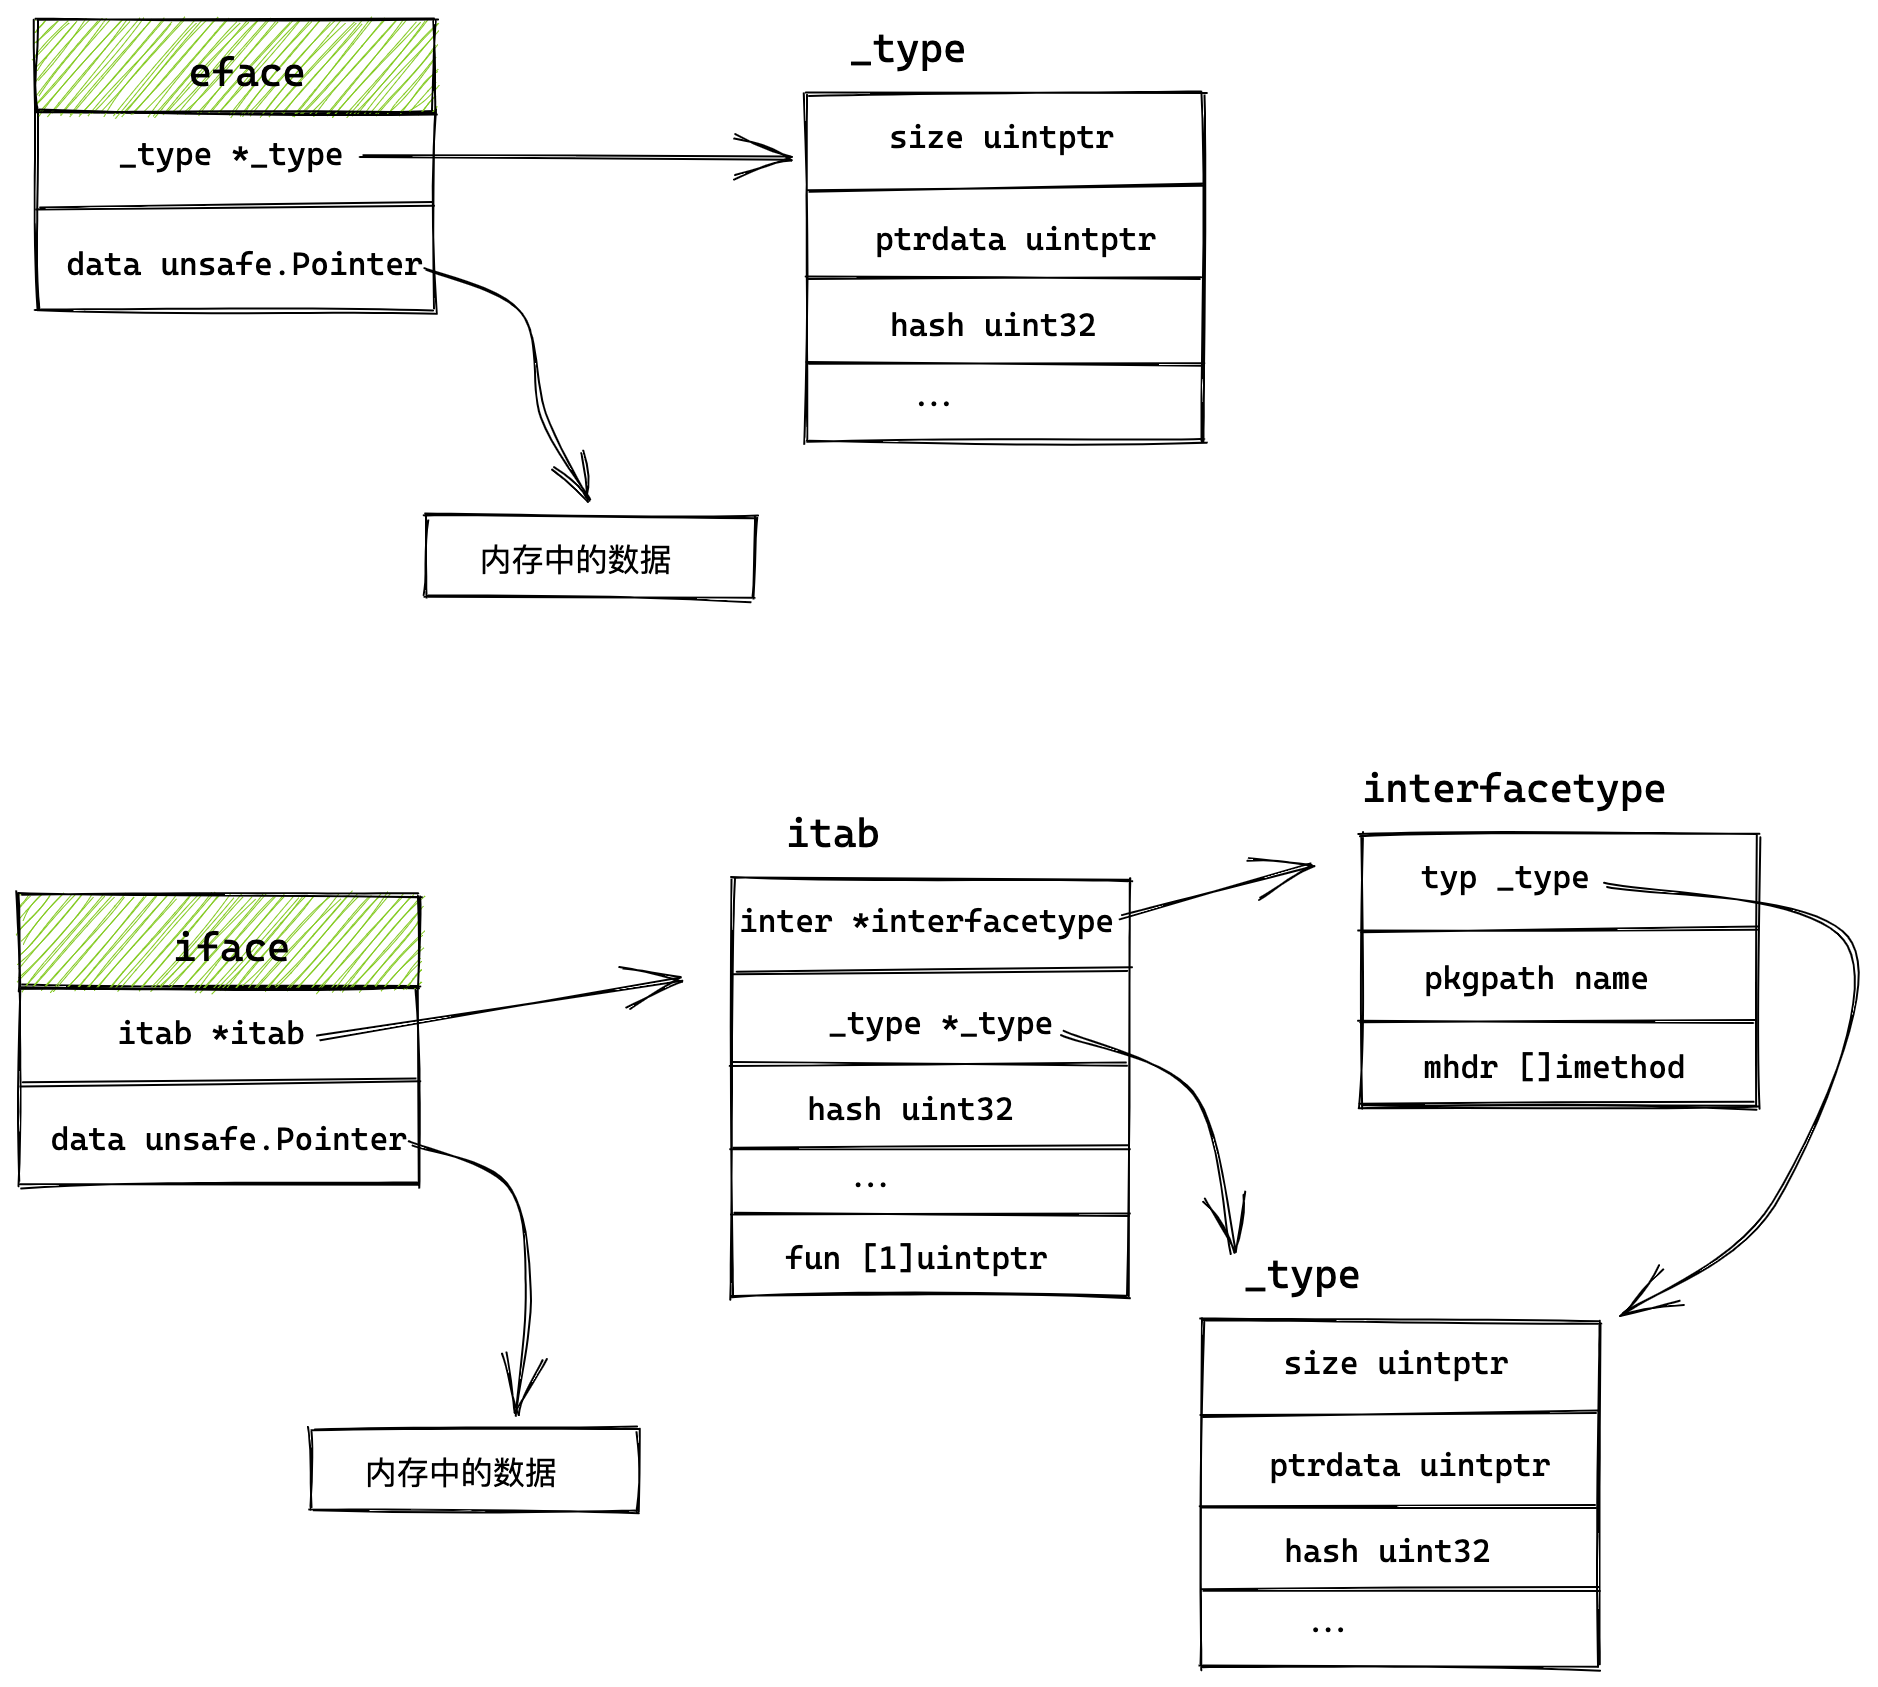 eface
_type *_type
data unsafe.Pointer
_type
size uintptr
ptrdata uintptr
hash uint32
...
内存中的数据
iface
itab *itab
data unsafe.Pointer
内存中的数据
itab
inter *interfacetype
_type *_type
hash uint32
...
fun [1]uintptr
interfacetype
typ _type
pkgpath name
mhdr []imethod
_type
size uintptr
ptrdata uintptr
hash uint32
...